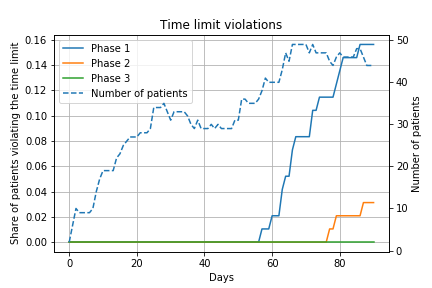 Time limit violations
Share of patients violating the time limit
0.16
0.14
0.12
0.10
0.08
0.06
0.04
0.02
0.00
Phase 1
Phase 2
Phase 3
Number of patients
50
40
30
20
10
0
Number of patients
0
20
40
60
80
Days